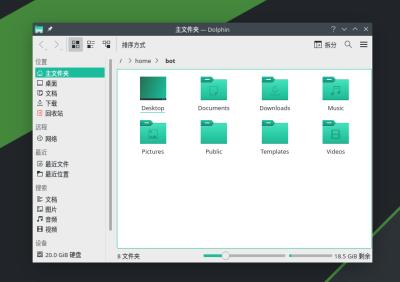 主文件夹 — Dolphin
排序方式
拆分
位置
主文件夹
桌面
文档
下载
回收站
远程
网络
最近
最近文件
最近位置
搜索
文档
图片
音频
视频
设备
20.0 GiB 硬盘
/ > home > bot
Desktop
Documents
Downloads
Music
Pictures
Public
Templates
Videos
8 文件夹
18.5 GiB 剩余